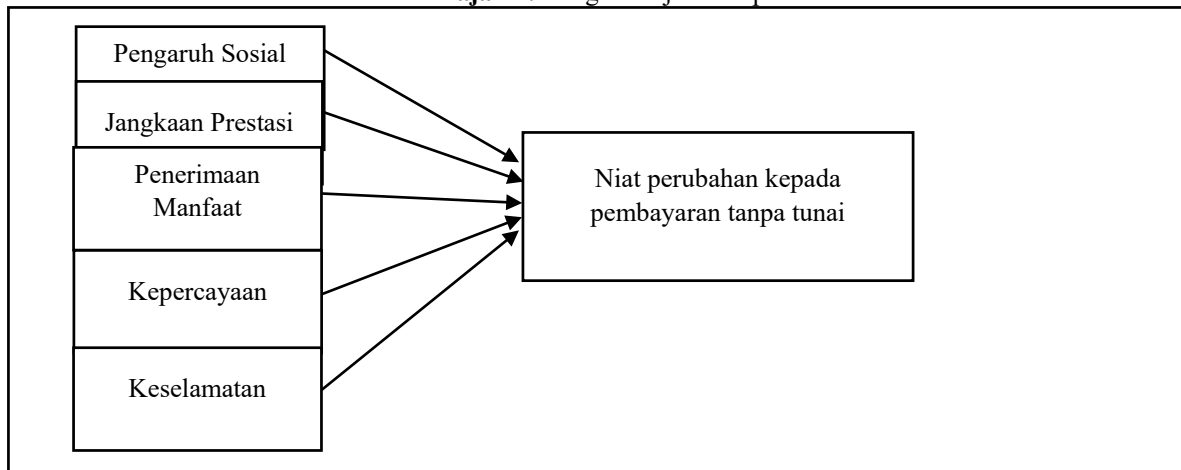 Pengaruh Sosial
Jangkaan Prestasi
Penerimaan
Manfaat
Kepercayaan
Keselamatan
Niat perubahan kepada
pembayaran tanpa tunai